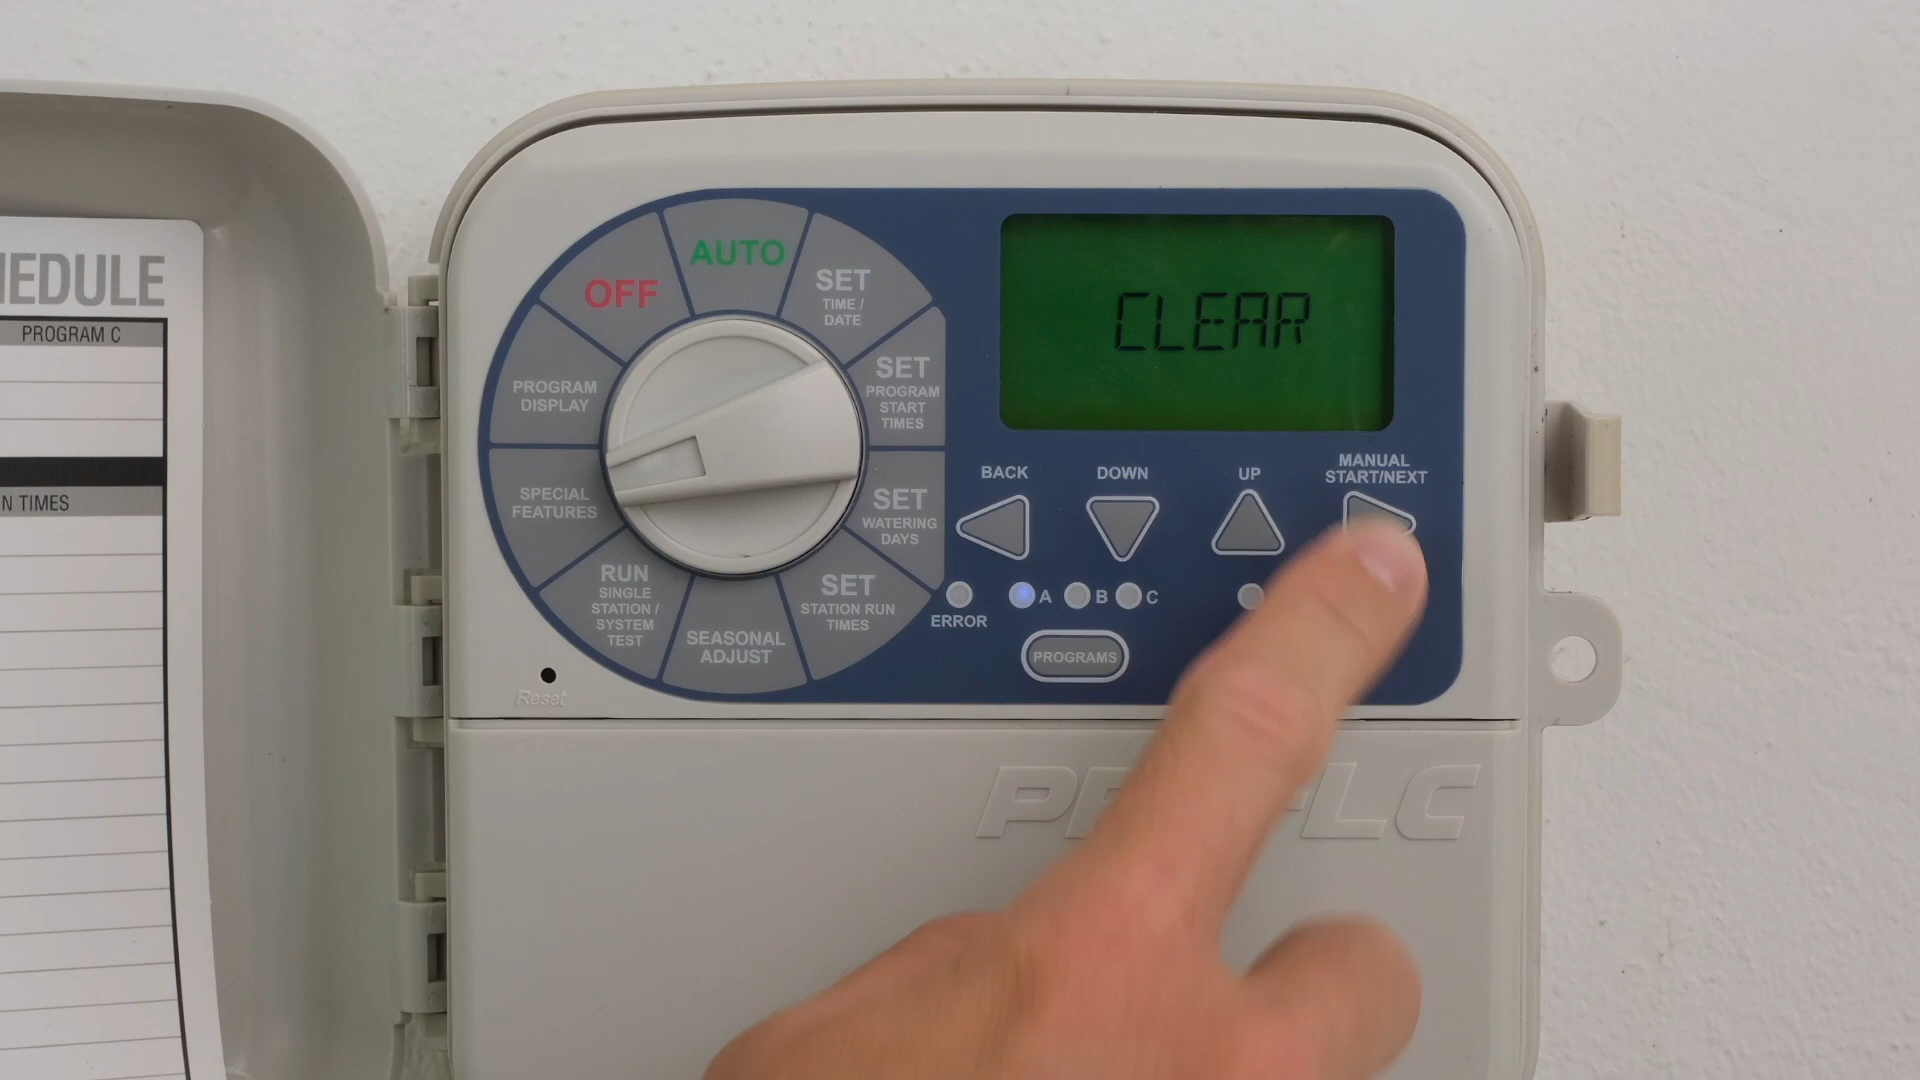 HEDULE
PROGRAM C
N TIMES
OFF
AUTO
SET
TIME /
DATE
SET
PROGRAM
START
TIMES
SET
WATERING
DAYS
SET
STATION RUN
TIMES
SEASONAL
ADJUST
RUN
SINGLE
STATION /
SYSTEM
TEST
SPECIAL
FEATURES
PROGRAM
DISPLAY
Reset
CLEAR
BACK
DOWN
UP
MANUAL
START/NEXT
ERROR
A
B
C
PROGRAMS